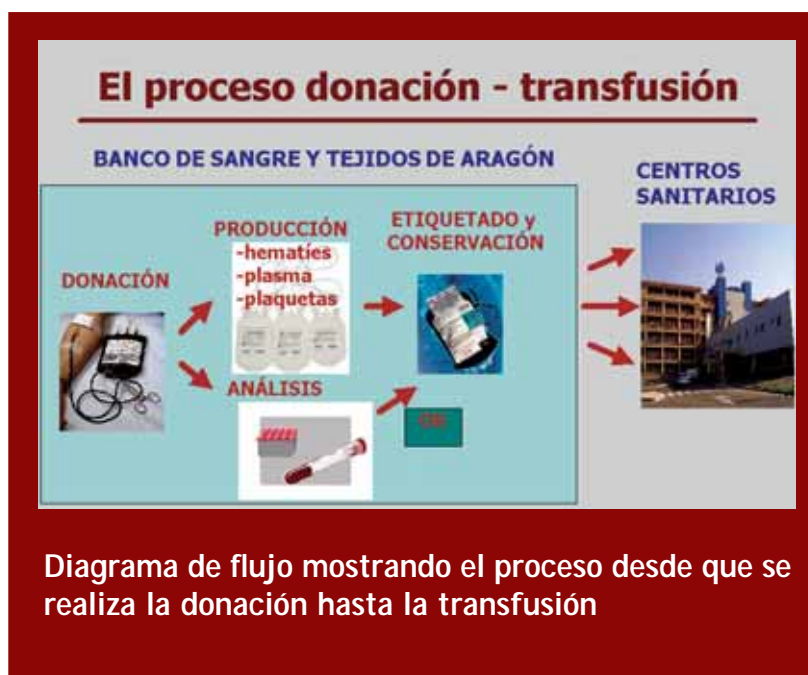 El proceso donación - transfusión
BANCO DE SANGRE Y TEJIDOS DE ARAGÓN
CENTROS
SANITARIOS
DONACIÓN
PRODUCCIÓN
-hematíes
-plasma
-plaquetas
ETIQUETADO y
CONSERVACIÓN
ANÁLISIS
OK
Diagrama de flujo mostrando el proceso desde que se
realiza la donación hasta la transfusión